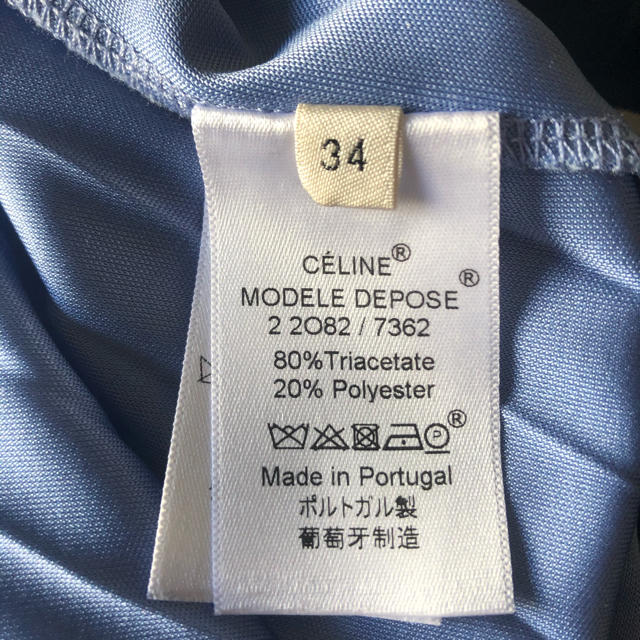 34
CÉLINE®
MODELE DEPOSE®
2 2O82 / 7362
80%Triacetate
20% Polyester
Ⓟ®
Made in Portugal
ポルトガル製
葡萄牙制造